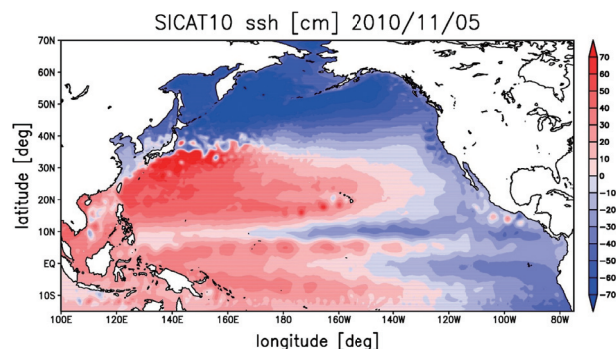 SICAT10 ssh [cm] 2010/11/05
70N
60N
50N
40N
30N
20N
10N
EQ
10S
latitude [deg]
100E 120E 140E 160E 180 160W 140W 120W 100W 80W
longitude [deg]
70
60
50
40
30
20
10
0
-10
-20
-30
-40
-50
-60
-70